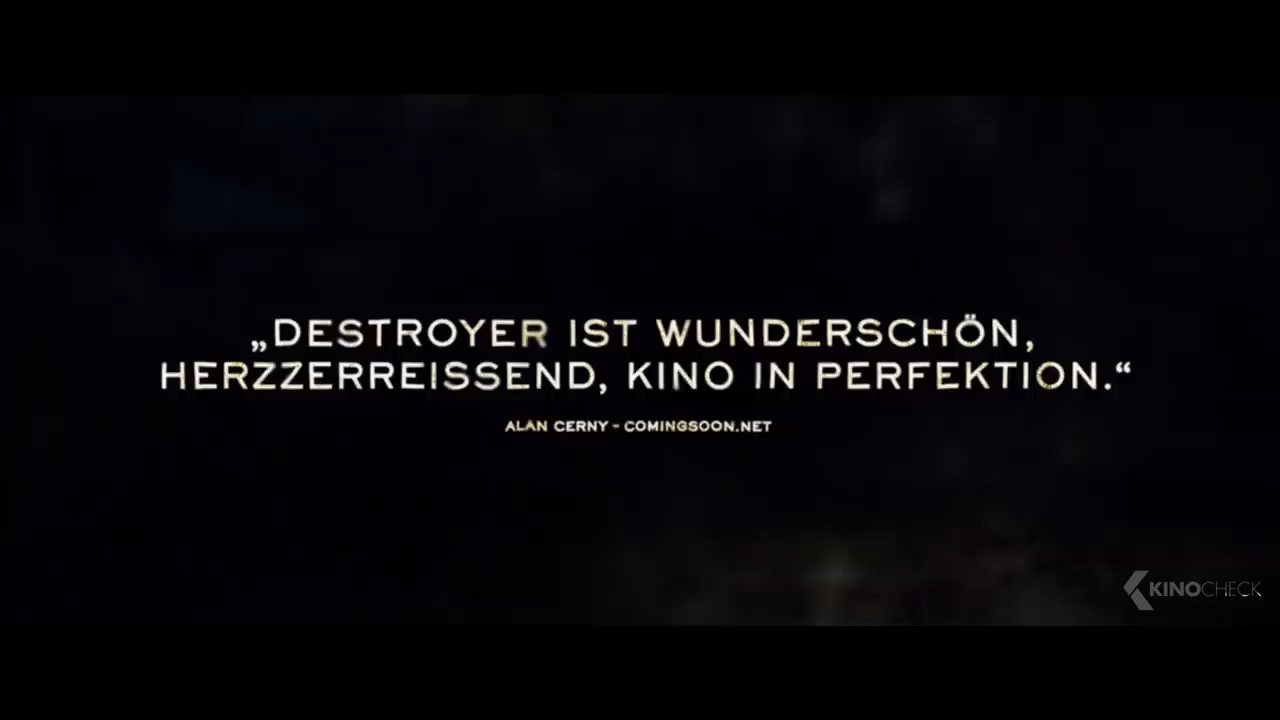 „DESTROYER IST WUNDERSCHÖN,
HERZZERREISSEND, KINO IN PERFEKTION.“
ALAN CERNY - COMINGSOON.NET
KINOCHECK